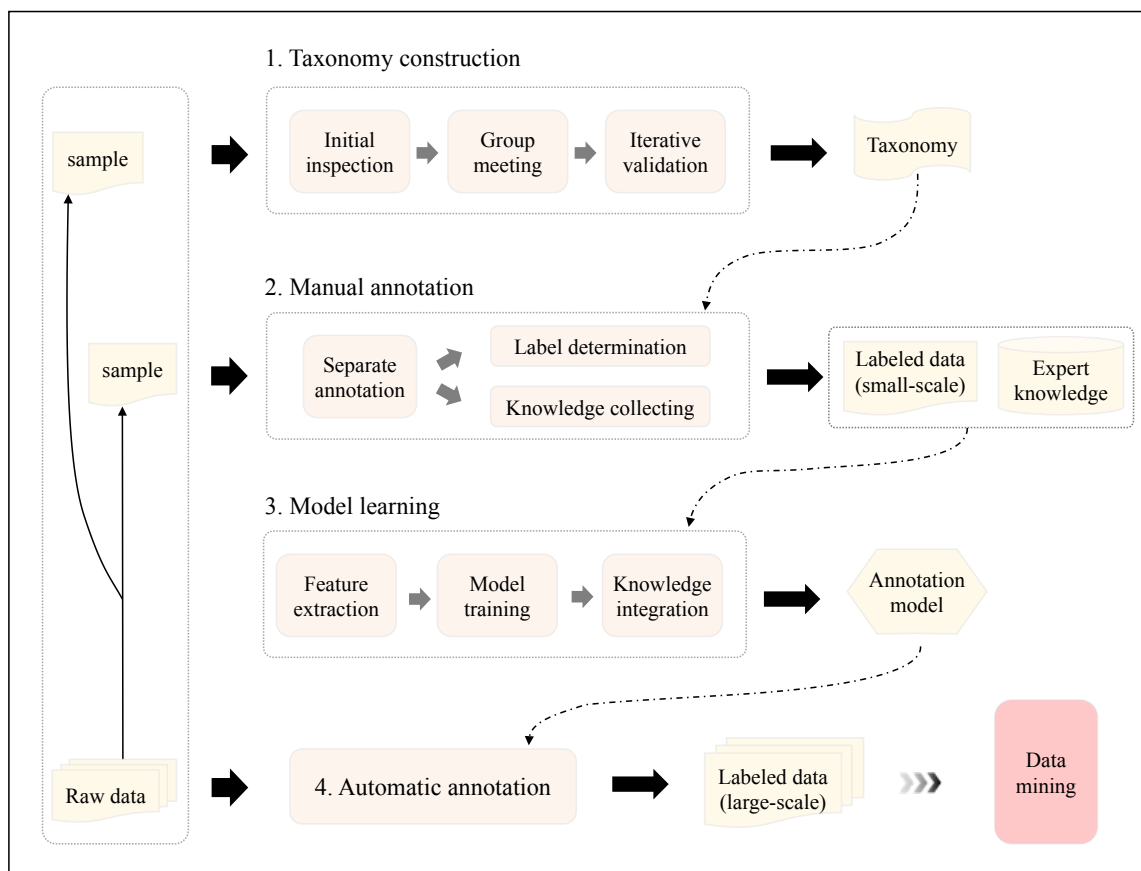 1. Taxonomy construction
sample
Initial
inspection
Group
meeting
Iterative
validation
Taxonomy
2. Manual annotation
sample
Separate
annotation
Label determination
Knowledge collecting
Labeled data
(small-scale)
Expert
knowledge
3. Model learning
Feature
extraction
Model
training
Knowledge
integration
Annotation
model
Raw data
4. Automatic annotation
Labeled data
(large-scale)
Data
mining